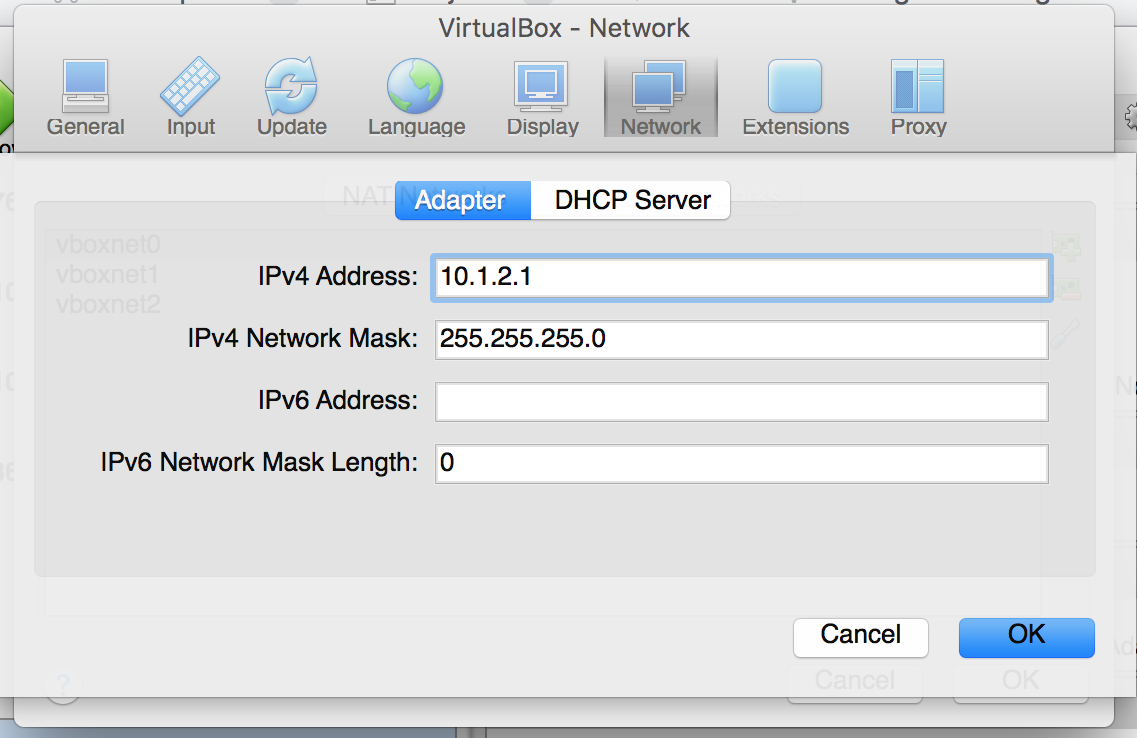 VirtualBox - Network
General Input Update Language Display Network Extensions Proxy
NAT Networks
Adapter DHCP Server
vboxnet0
vboxnet1
vboxnet2
IPv4 Address: 10.1.2.1
IPv4 Network Mask: 255.255.255.0
IPv6 Address:
IPv6 Network Mask Length: 0
Cancel OK
Cancel OK
?